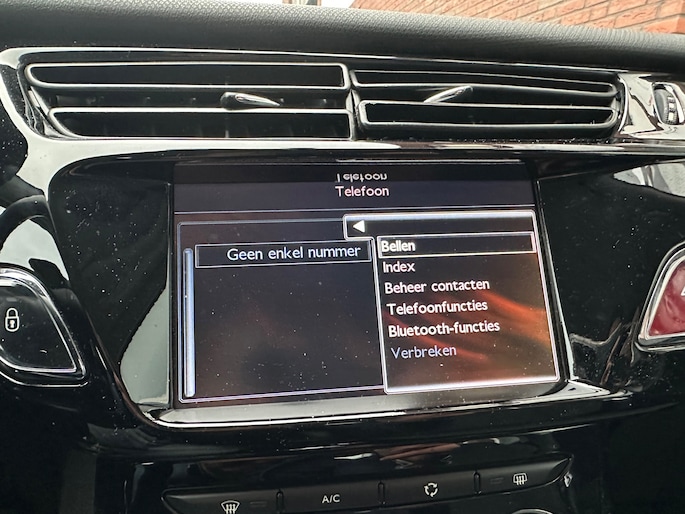 Telefoon
Telefoon
Geen enkel nummer
Bellen
Index
Beheer contacten
Telefoonfuncties
Bluetooth-functies
Verbreken
A/C